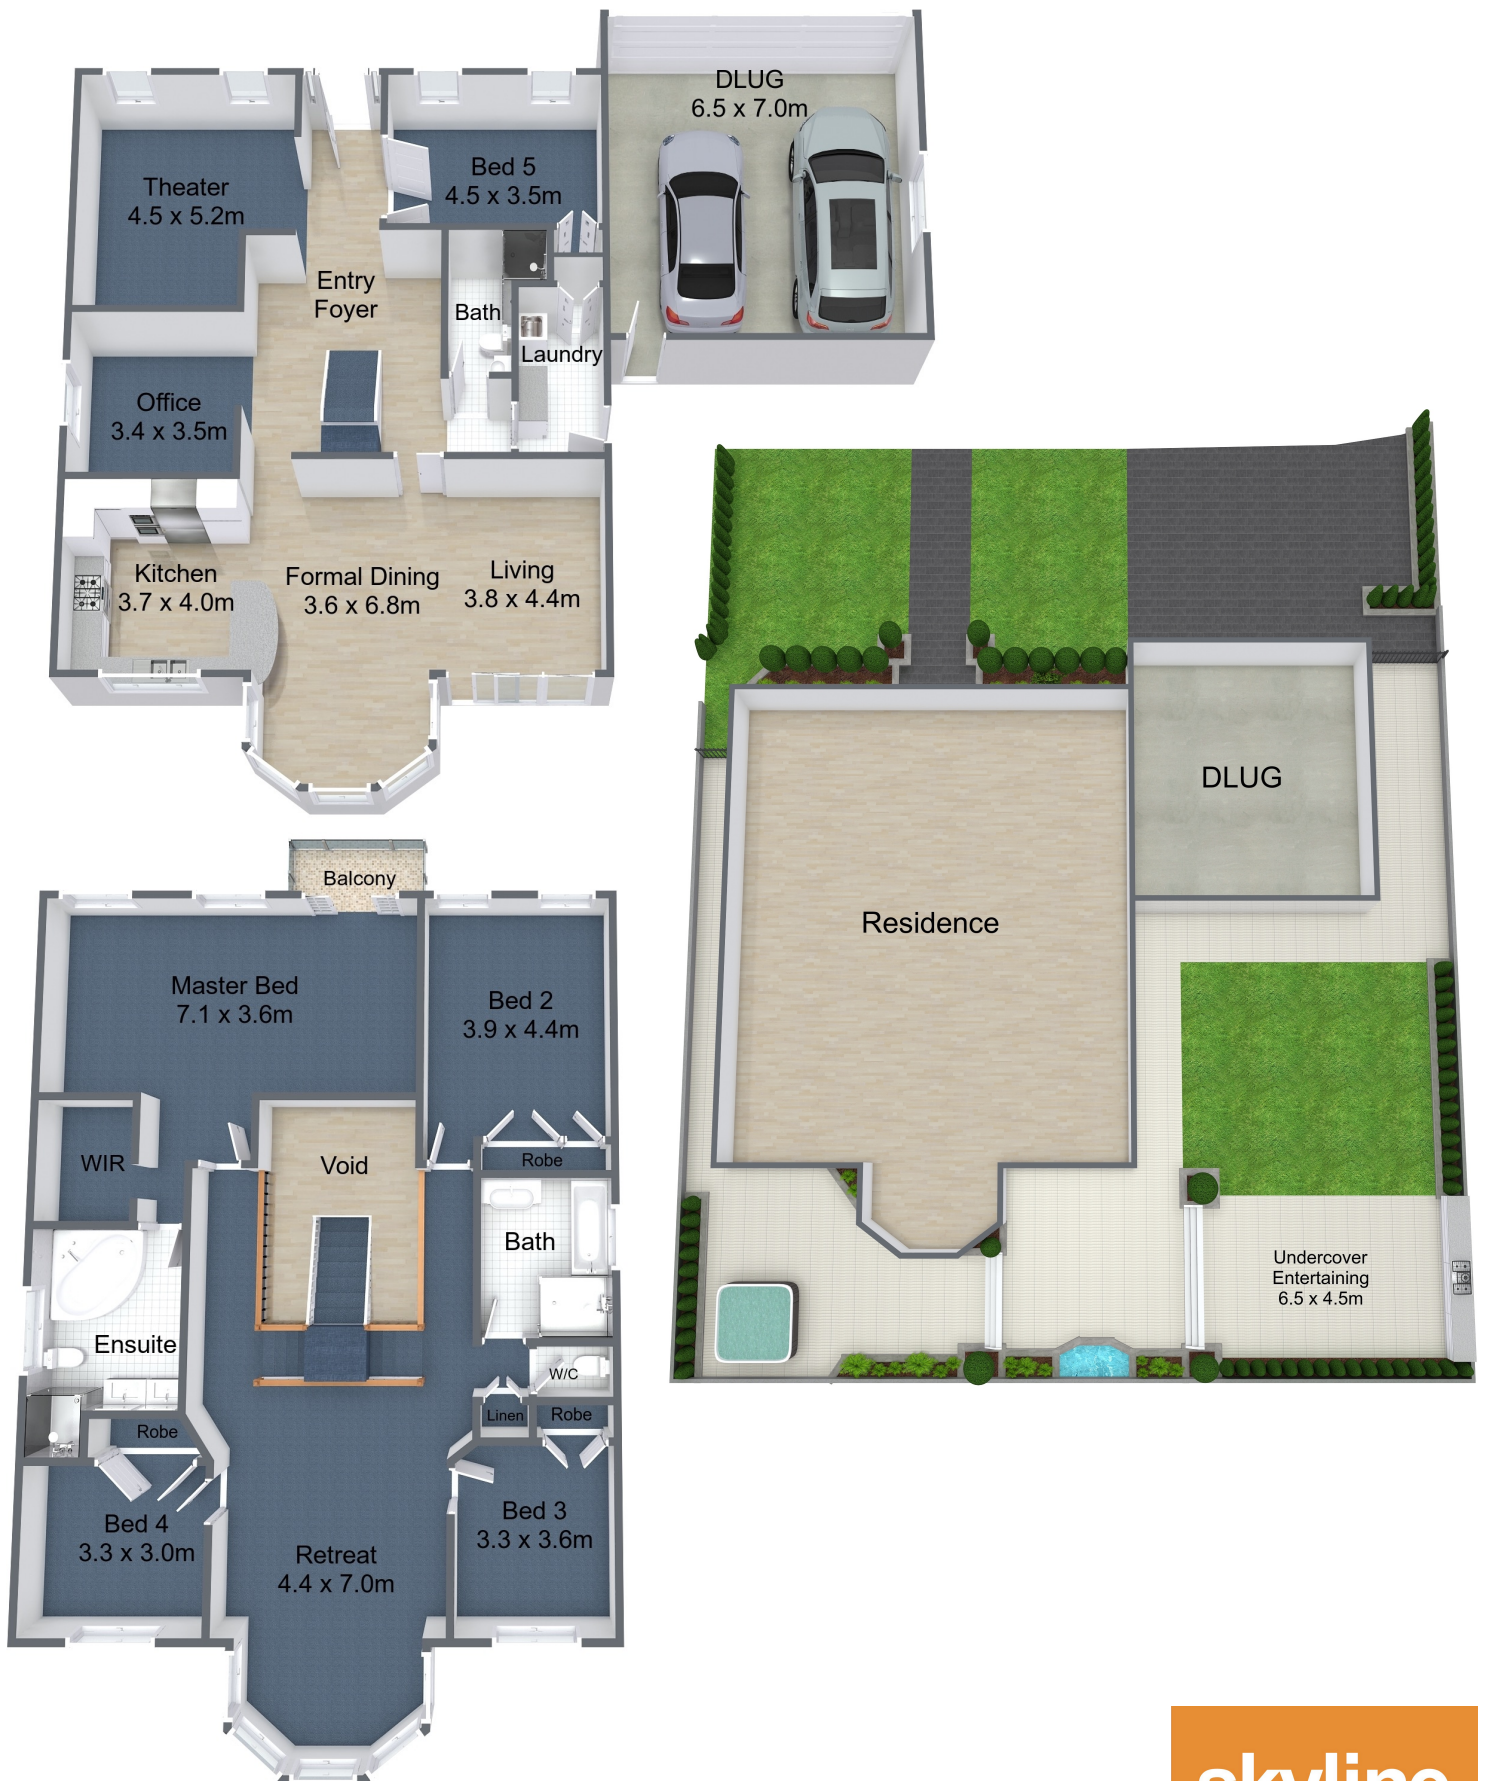 DLUG
6.5 x 7.0m
Theater
4.5 x 5.2m
Bed 5
4.5 x 3.5m
Entry
Foyer
Bath
Laundry
Office
3.4 x 3.5m
Kitchen
3.7 x 4.0m
Formal Dining
3.6 x 6.8m
Living
3.8 x 4.4m
Balcony
Master Bed
7.1 x 3.6m
Bed 2
3.9 x 4.4m
WIR
Void
Robe
Bath
Ensuite
W/C
Linen
Robe
Robe
Bed 4
3.3 x 3.0m
Bed 3
3.3 x 3.6m
Retreat
4.4 x 7.0m
DLUG
Residence
Undercover
Entertaining
6.5 x 4.5m
skyline